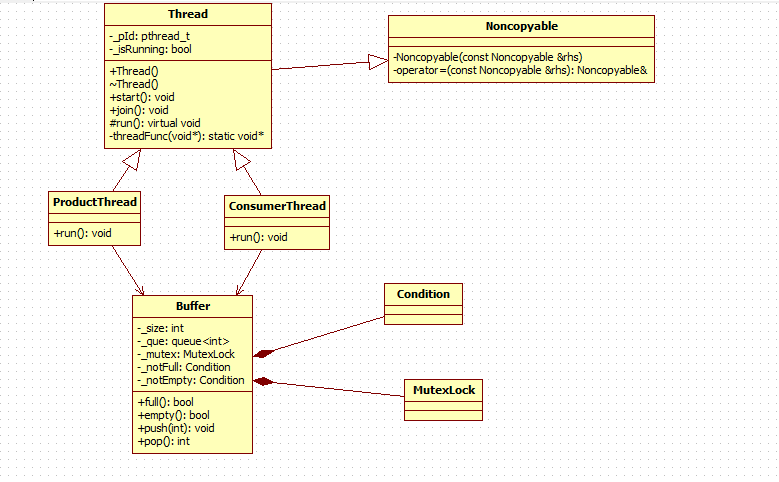 Thread
-_pId: pthread_t
-_isRunning: bool
+Thread()
~Thread()
+start(): void
+join(): void
#run(): virtual void
-threadFunc(void*): static void*
Noncopyable
-Noncopyable(const Noncopyable &rhs)
-operator=(const Noncopyable &rhs): Noncopyable&
ProductThread
+run(): void
ConsumerThread
+run(): void
Buffer
-_size: int
-_que: queue<int>
-_mutex: MutexLock
-_notFull: Condition
-_notEmpty: Condition
+full(): bool
+empty(): bool
+push(int): void
+pop(): int
Condition
MutexLock